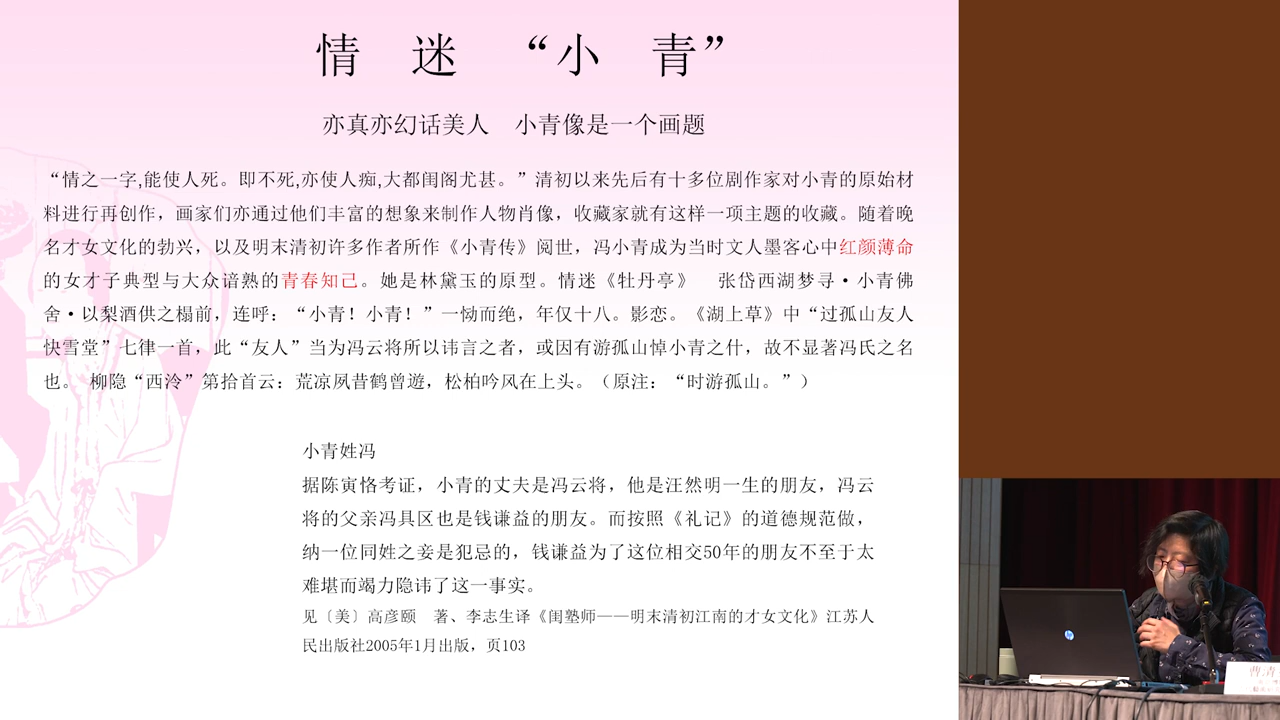 情 迷 “小 青”
亦真亦幻话美人 小青像是一个画题
“情之一字,能使人死。即不死,亦使人痴,大都闺阁尤甚。”清初以来先后有十多位剧作家对小青的原始材
料进行再创作，画家们亦通过他们丰富的想象来制作人物肖像，收藏家就有这样一项主题的收藏。随着晚
名才女文化的勃兴，以及明末清初许多作者所作《小青传》阅世，冯小青成为当时文人墨客心中红颜薄命
的女才子典型与大众谙熟的青春知己。她是林黛玉的原型。情迷《牡丹亭》 张岱西湖梦寻·小青佛
舍·以梨酒供之榻前，连呼：“小青！小青！”一恸而绝，年仅十八。影恋。《湖上草》中“过孤山友人
快雪堂”七律一首，此“友人”当为冯云将所以讳言之者，或因有游孤山悼小青之什，故不显著冯氏之名
也。 柳隐“西泠”第拾首云：荒凉夙昔鹤曾遊，松柏吟风在上头。（原注：“时游孤山。”）
小青姓冯
据陈寅恪考证，小青的丈夫是冯云将，他是汪然明一生的朋友，冯云
将的父亲冯具区也是钱谦益的朋友。而按照《礼记》的道德规范做，
纳一位同姓之妾是犯忌的，钱谦益为了这位相交50年的朋友不至于太
难堪而竭力隐讳了这一事实。
见〔美〕高彦颐 著、李志生译《闺塾师——明末清初江南的才女文化》江苏人
民出版社2005年1月出版，页103
hp